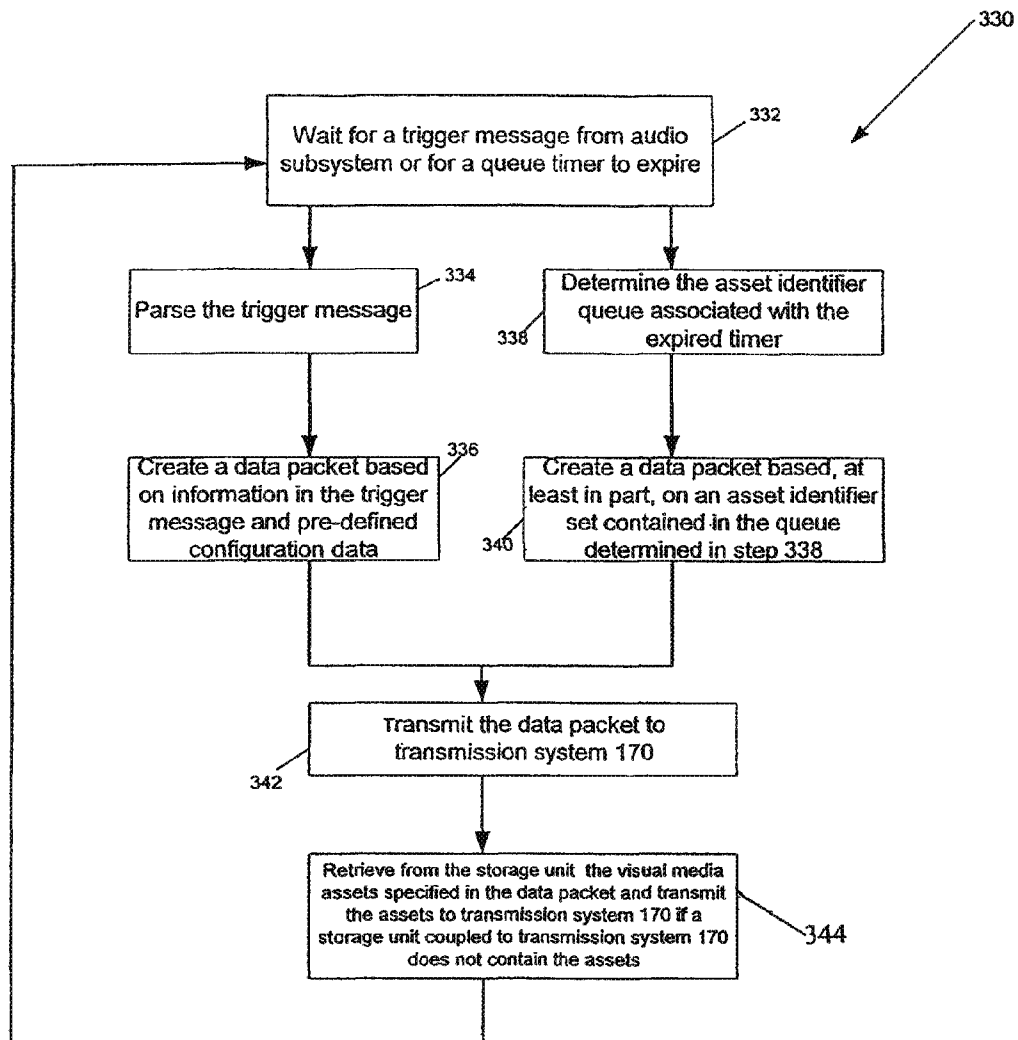 330
332
Wait for a trigger message from audio
subsystem or for a queue timer to expire
334
Parse the trigger message
338
Determine the asset identifier
queue associated with the
expired timer
336
Create a data packet based
on information in the trigger
message and pre-defined
configuration data
340
Create a data packet based, at
least in part, on an asset identifier
set contained in the queue
determined in step 338
Transmit the data packet to
transmission system 170
342
Retrieve from the storage unit the visual media
assets specified in the data packet and transmit
the assets to transmission system 170 if a
storage unit coupled to transmission system 170
does not contain the assets
344